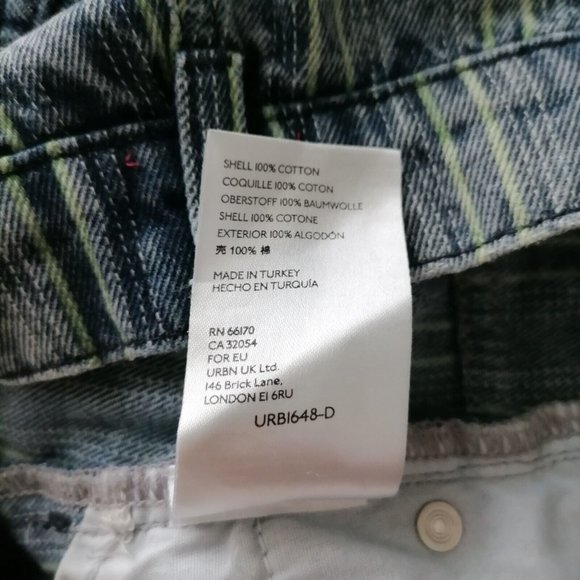 SHELL 100% COTTON
COQUILLE 100% COTON
OBERSTOFF 100% BAUMWOLLE
SHELL 100% COTONE
EXTERIOR 100% ALGODÓN
売 100% 棉
MADE IN TURKEY
HECHO EN TURQUÍA
RN 66170
CA 32054
FOR EU
URBN UK Ltd.
146 Brick Lane,
LONDON E1 6RU
URB1648-D